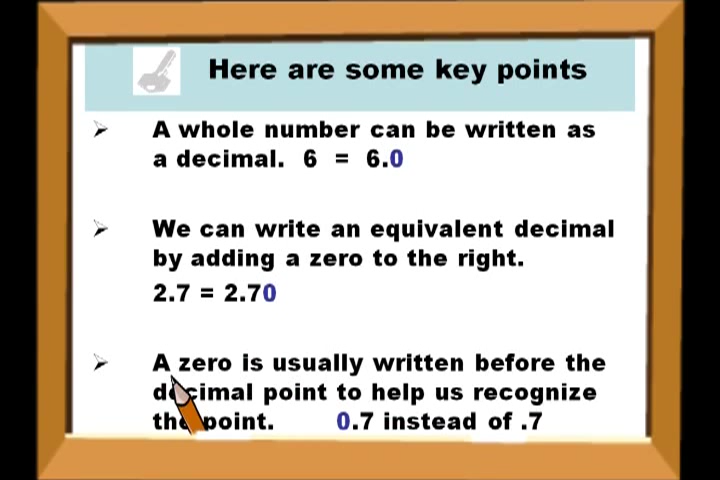 Here are some key points
A whole number can be written as
a decimal. 6 = 6.0
We can write an equivalent decimal
by adding a zero to the right.
2.7 = 2.70
A zero is usually written before the
decimal point to help us recognize
the point. 0.7 instead of .7